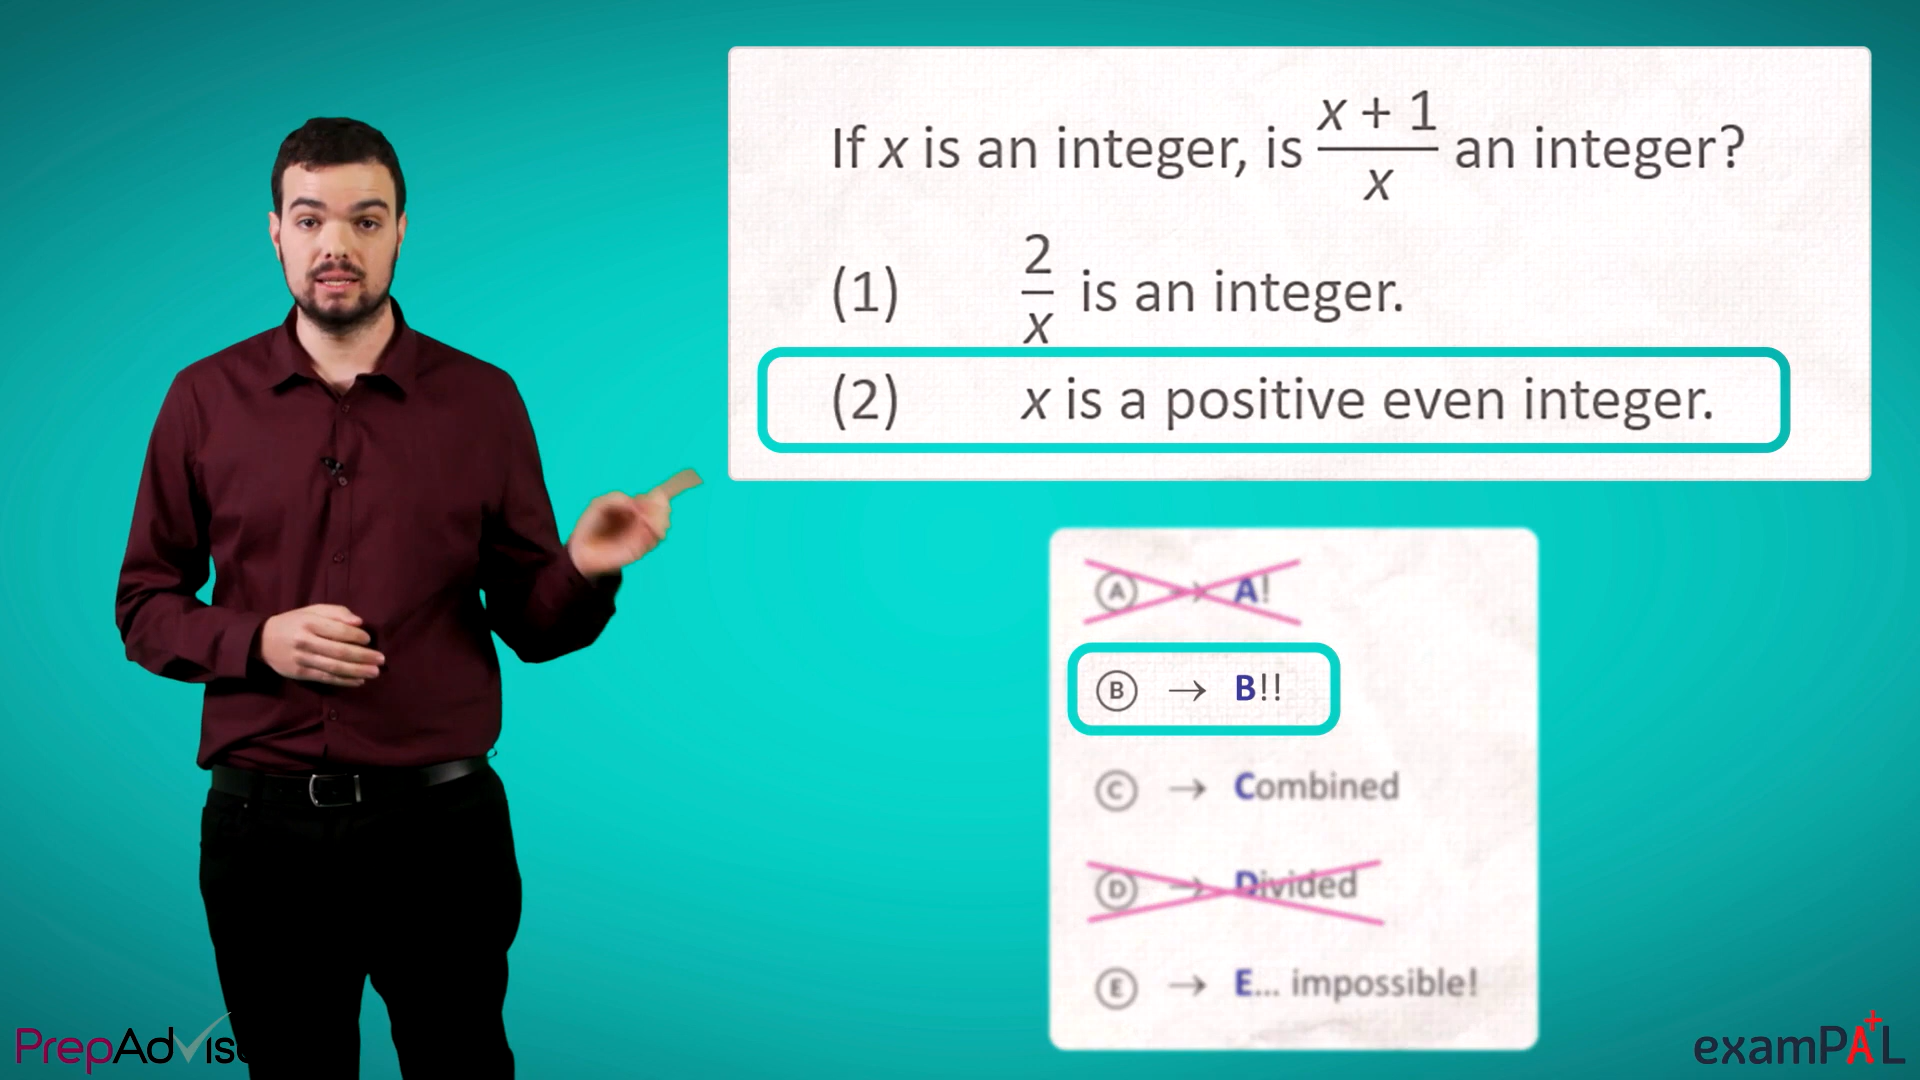 If x is an integer, is x + 1 / x an integer?
(1) 2 / x is an integer.
(2) x is a positive even integer.
A → A!
B → B!!
C → Combined
D → Divided
E → E... impossible!
PrepAdvis
examPAL